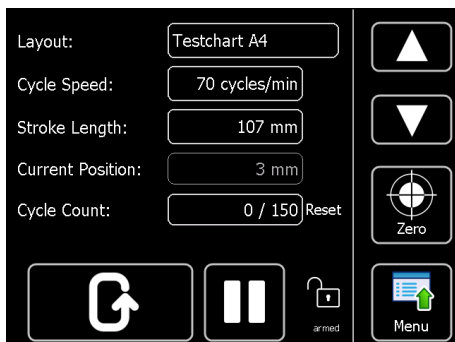 Layout: Testchart A4
Cycle Speed: 70 cycles/min
Stroke Length: 107 mm
Current Position: 3 mm
Cycle Count: 0 / 150 Reset
Zero
armed
Menu